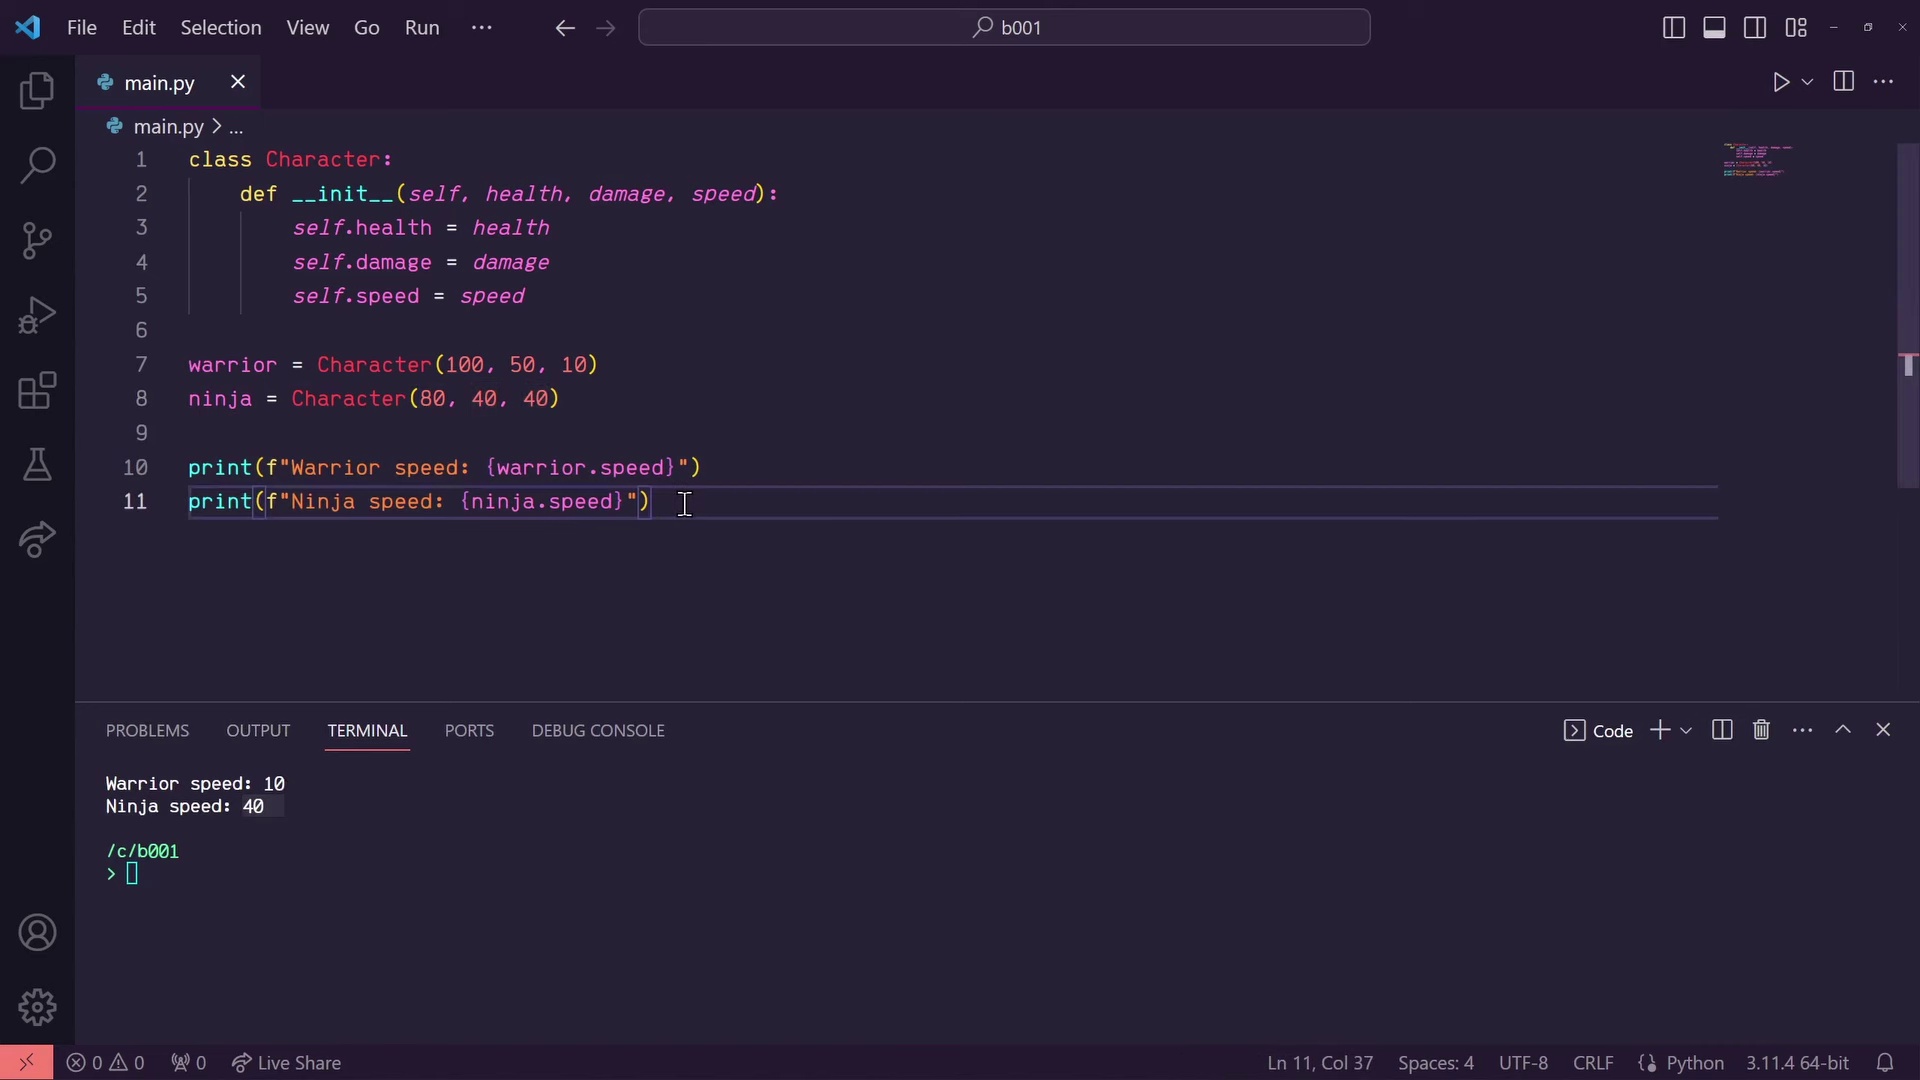 File Edit Selection View Go Run ...
b001
main.py
main.py > ...
1 class Character:
2     def __init__(self, health, damage, speed):
3         self.health = health
4         self.damage = damage
5         self.speed = speed
6
7 warrior = Character(100, 50, 10)
8 ninja = Character(80, 40, 40)
9
10 print(f"Warrior speed: {warrior.speed}")
11 print(f"Ninja speed: {ninja.speed}")
PROBLEMS OUTPUT TERMINAL PORTS DEBUG CONSOLE Code
Warrior speed: 10
Ninja speed: 40
/c/b001
>
0 0 0 Live Share Ln 11, Col 37 Spaces: 4 UTF-8 CRLF {} Python 3.11.4 64-bit